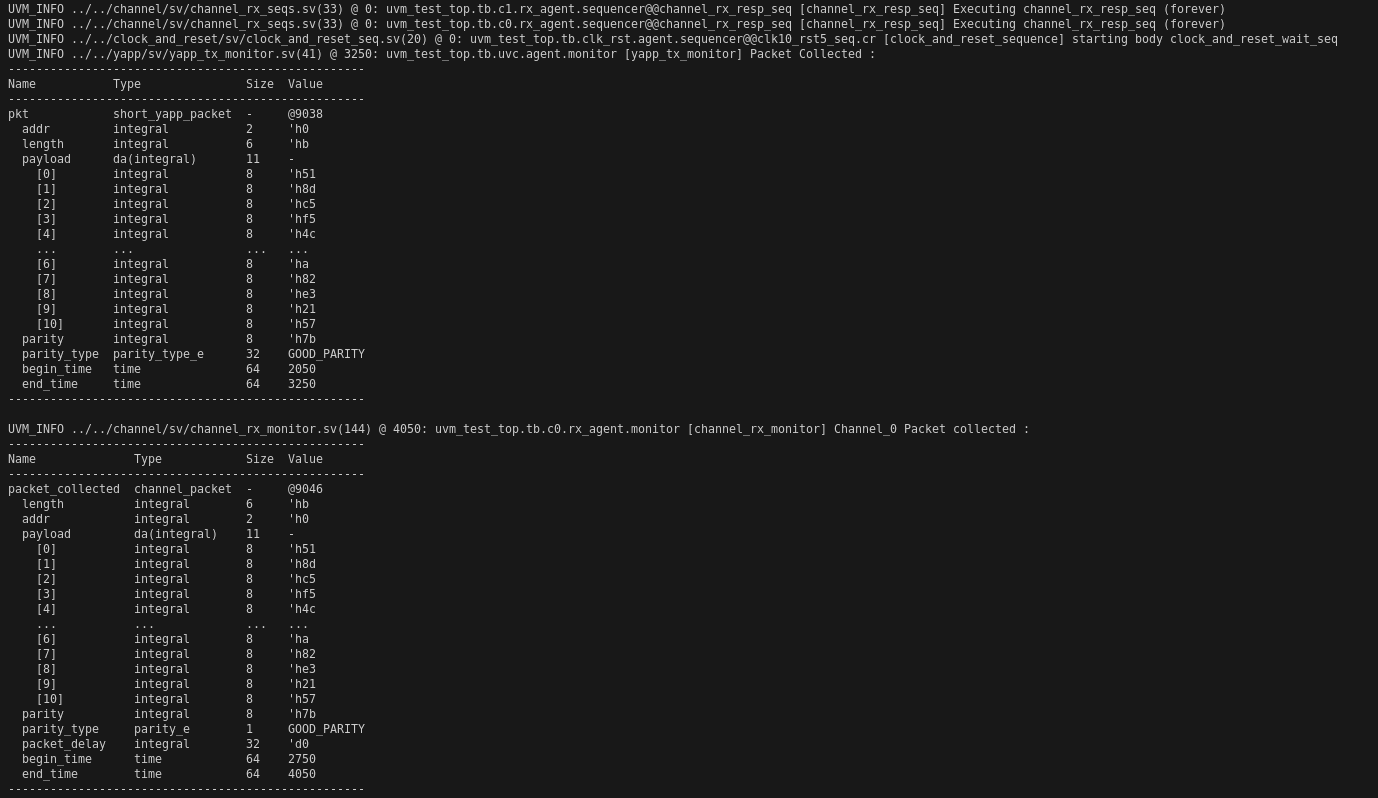 UVM_INFO ../../channel/sv/channel_rx_seqs.sv(33) @ 0: uvm_test_top.tb.c1.rx_agent.sequencer@@channel_rx_resp_seq [channel_rx_resp_seq] Executing channel_rx_resp_seq (forever)
UVM_INFO ../../channel/sv/channel_rx_seqs.sv(33) @ 0: uvm_test_top.tb.c0.rx_agent.sequencer@@channel_rx_resp_seq [channel_rx_resp_seq] Executing channel_rx_resp_seq (forever)
UVM_INFO ../../clock_and_reset/sv/clock_and_reset_seq.sv(20) @ 0: uvm_test_top.tb.clk_rst.agent.sequencer@@clk10_rst5_seq.cr [clock_and_reset_sequence] starting body clock_and_reset_wait_seq
UVM_INFO ../../yapp/sv/yapp_tx_monitor.sv(41) @ 3250: uvm_test_top.tb.uvc.agent.monitor [yapp_tx_monitor] Packet Collected :
---------------------------------------------------
Name           Type               Size  Value
---------------------------------------------------
pkt            short_yapp_packet  -     @9038
  addr         integral           2     'h0
  length       integral           6     'hb
  payload      da(integral)       11    -
    [0]        integral           8     'h51
    [1]        integral           8     'h8d
    [2]        integral           8     'hc5
    [3]        integral           8     'hf5
    [4]        integral           8     'h4c
    ...        ...                ...   ...
    [6]        integral           8     'ha
    [7]        integral           8     'h82
    [8]        integral           8     'he3
    [9]        integral           8     'h21
    [10]       integral           8     'h57
  parity       integral           8     'h7b
  parity_type  parity_type_e      32    GOOD_PARITY
  begin_time   time               64    2050
  end_time     time               64    3250
---------------------------------------------------

UVM_INFO ../../channel/sv/channel_rx_monitor.sv(144) @ 4050: uvm_test_top.tb.c0.rx_agent.monitor [channel_rx_monitor] Channel_0 Packet collected :
---------------------------------------------------
Name              Type            Size  Value
---------------------------------------------------
packet_collected  channel_packet  -     @9046
  length          integral        6     'hb
  addr            integral        2     'h0
  payload         da(integral)    11    -
    [0]           integral        8     'h51
    [1]           integral        8     'h8d
    [2]           integral        8     'hc5
    [3]           integral        8     'hf5
    [4]           integral        8     'h4c
    ...           ...             ...   ...
    [6]           integral        8     'ha
    [7]           integral        8     'h82
    [8]           integral        8     'he3
    [9]           integral        8     'h21
    [10]          integral        8     'h57
  parity          integral        8     'h7b
  parity_type     parity_e        1     GOOD_PARITY
  packet_delay    integral        32    'd0
  begin_time      time            64    2750
  end_time        time            64    4050
---------------------------------------------------